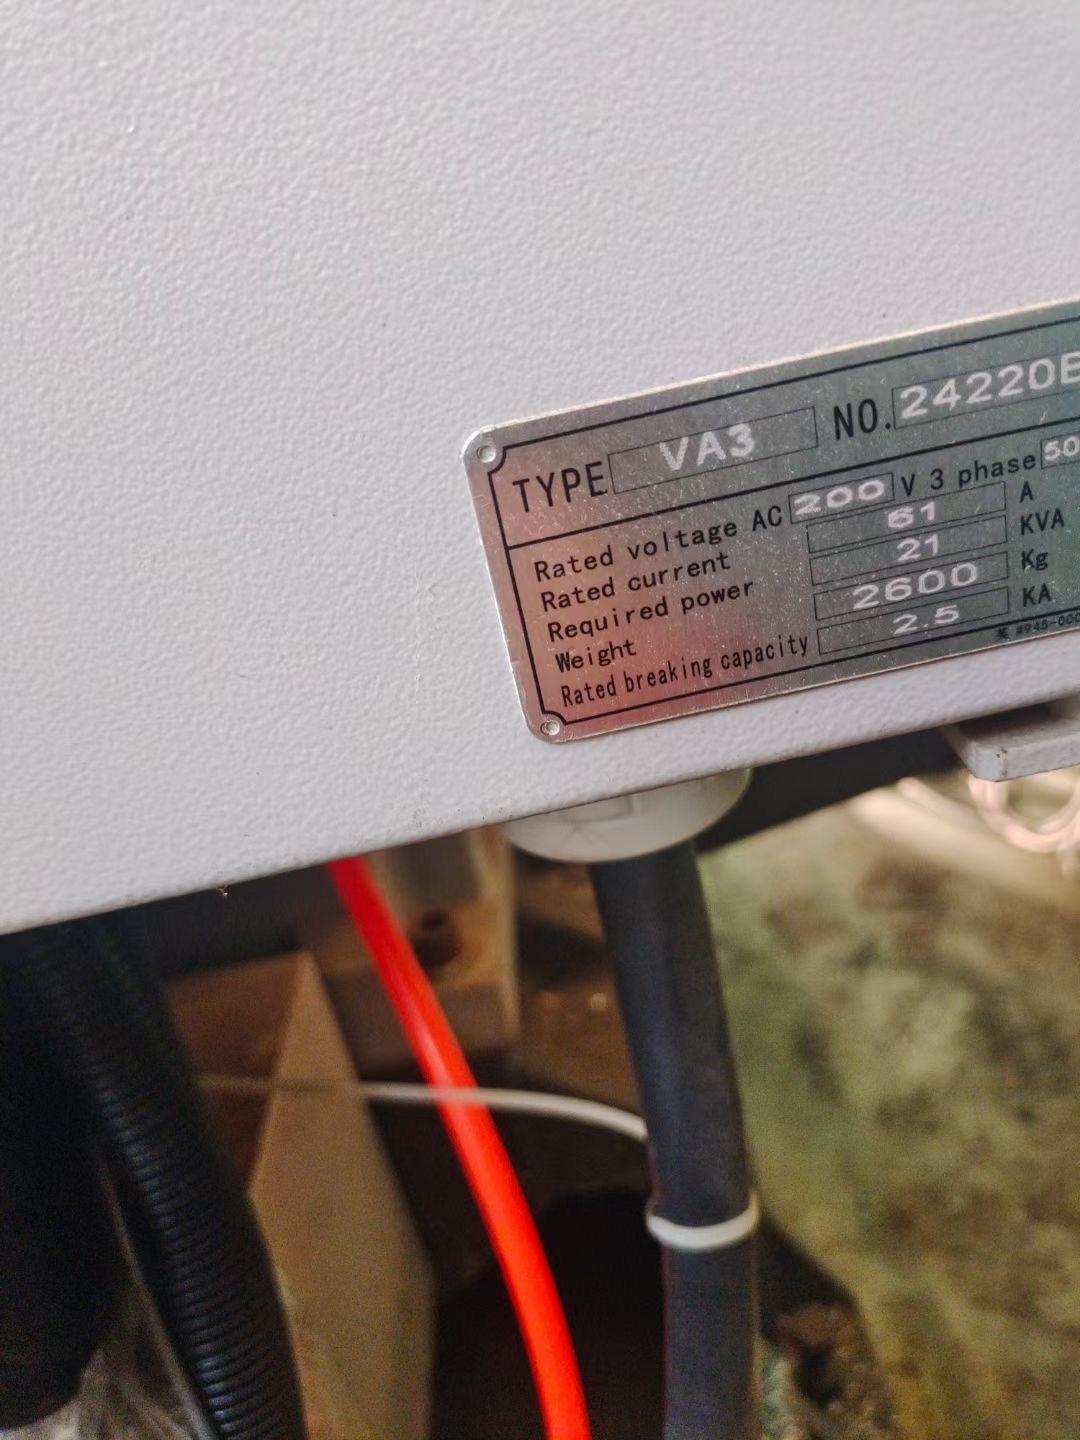 TYPE VA3 NO. 24220
Rated voltage AC 200 V 3 phase 50
Rated current 61 A
Required power 21 KVA
Weight 2600 Kg
Rated breaking capacity 2.5 KA